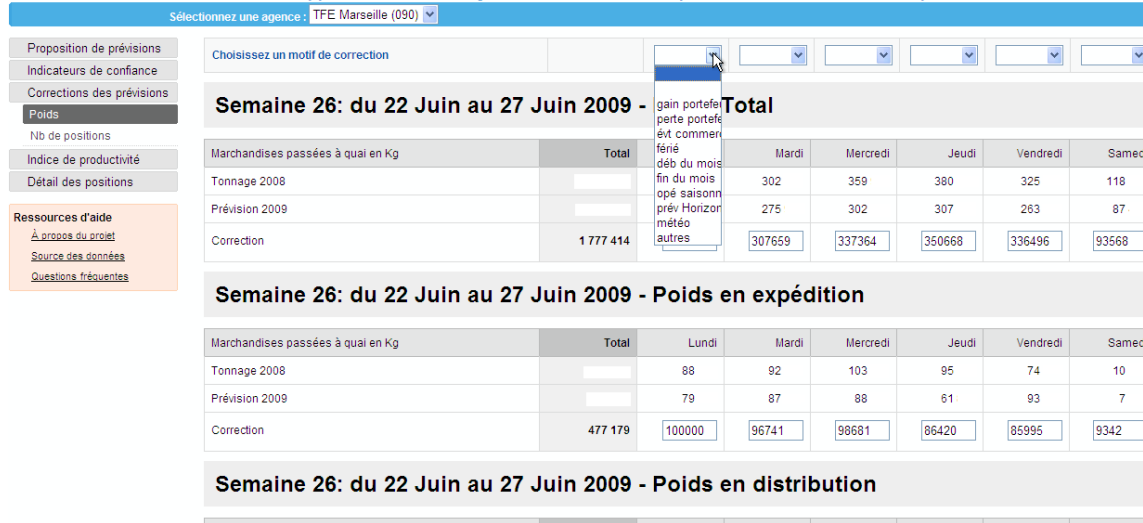 Sélectionnez une agence : TFE Marseille (090)
Proposition de prévisions
Indicateurs de confiance
Corrections des prévisions
Poids
Nb de positions
Indice de productivité
Détail des positions
Ressources d'aide
À propos du projet
Source des données
Questions fréquentes
Choisissez un motif de correction
gain portefeu
perte portefe
évt commerc
férié
déb du mois
fin du mois
opé saisonn
prév Horizon
météo
autres
Semaine 26: du 22 Juin au 27 Juin 2009 - Total
Marchandises passées à quai en Kg Total Mardi Mercredi Jeudi Vendredi Samed
Tonnage 2008 302 359 380 325 118
Prévision 2009 275 302 307 263 87
Correction 1 777 414 307659 337364 350668 336496 93568
Semaine 26: du 22 Juin au 27 Juin 2009 - Poids en expédition
Marchandises passées à quai en Kg Total Lundi Mardi Mercredi Jeudi Vendredi Samed
Tonnage 2008 88 92 103 95 74 10
Prévision 2009 79 87 88 61 93 7
Correction 477 179 100000 96741 98681 86420 85995 9342
Semaine 26: du 22 Juin au 27 Juin 2009 - Poids en distribution